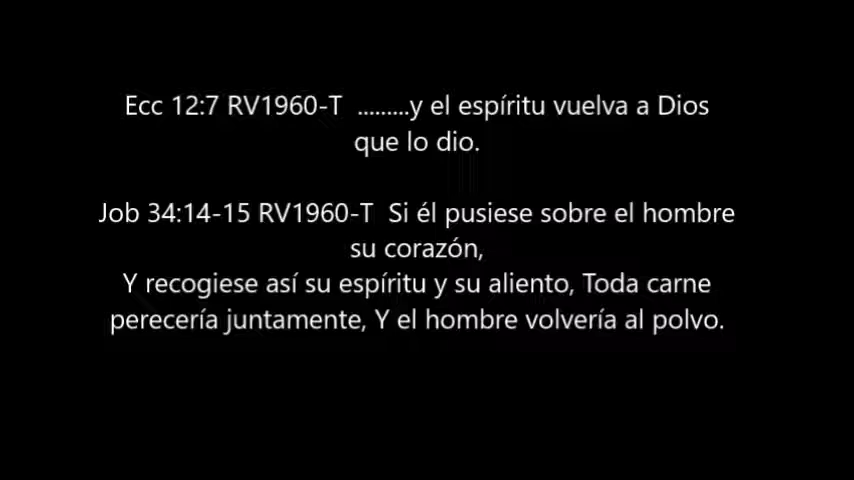 Ecc 12:7 RV1960-T .........y el espíritu vuelva a Dios
que lo dio.
Job 34:14-15 RV1960-T Si él pusiese sobre el hombre
su corazón,
Y recogiese así su espíritu y su aliento, Toda carne
perecería juntamente, Y el hombre volvería al polvo.